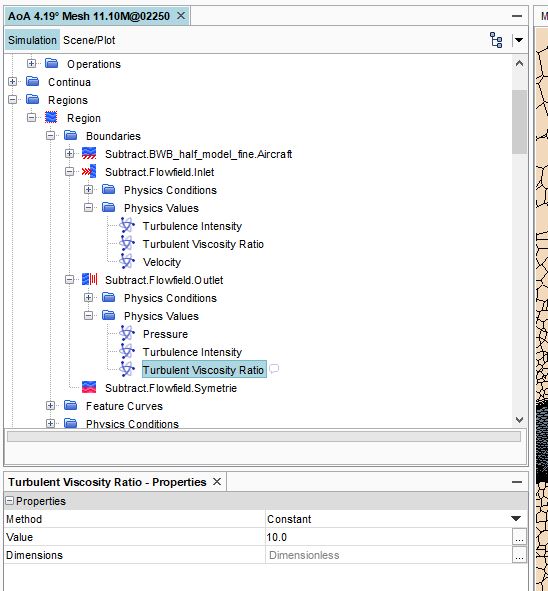 AoA 4.19° Mesh 11.10M@02250
M
Simulation Scene/Plot
Operations
Continua
Regions
Region
Boundaries
Subtract.BWB_half_model_fine.Aircraft
Subtract.Flowfield.Inlet
Physics Conditions
Physics Values
Turbulence Intensity
Turbulent Viscosity Ratio
Velocity
Subtract.Flowfield.Outlet
Physics Conditions
Physics Values
Pressure
Turbulence Intensity
Turbulent Viscosity Ratio
Subtract.Flowfield.Symetrie
Feature Curves
Physics Conditions
Turbulent Viscosity Ratio - Properties
Properties
Method Constant
Value 10.0 ...
Dimensions Dimensionless ...